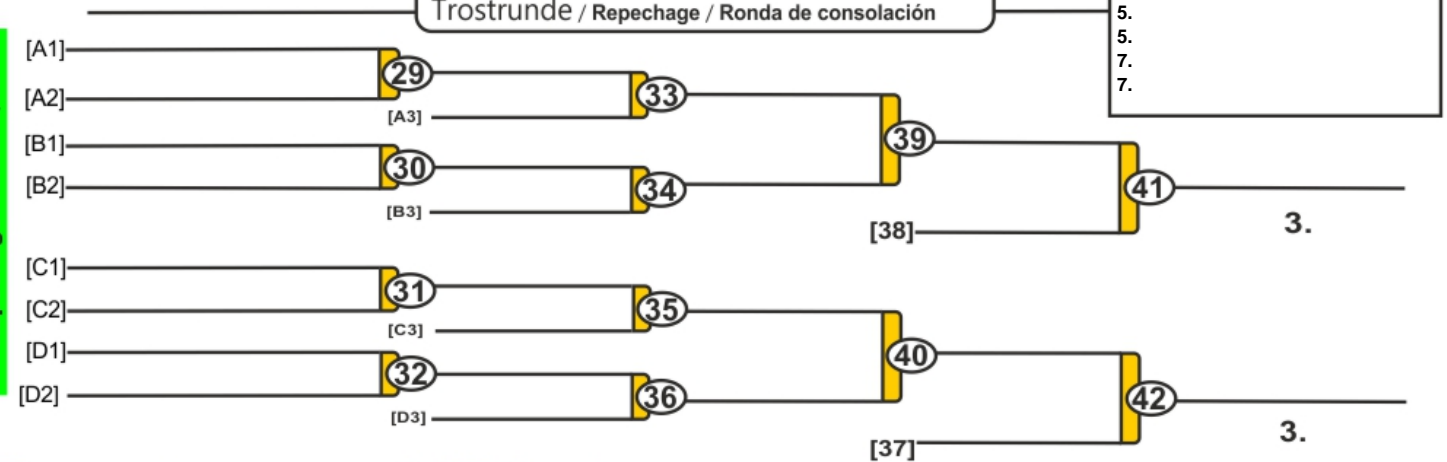 Trostrunde / Repechage / Ronda de consolación
5.
5.
7.
7.
[A1]
29
[A2]
[A3]
33
[B1]
30
[B2]
[B3]
34
39
[38]
41
3.
[C1]
31
[C2]
[C3]
35
[D1]
32
[D2]
[D3]
36
40
[37]
42
3.